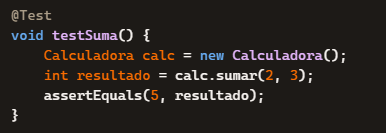 @Test
void testSuma() {
    Calculadora calc = new Calculadora();
    int resultado = calc.sumar(2, 3);
    assertEquals(5, resultado);
}